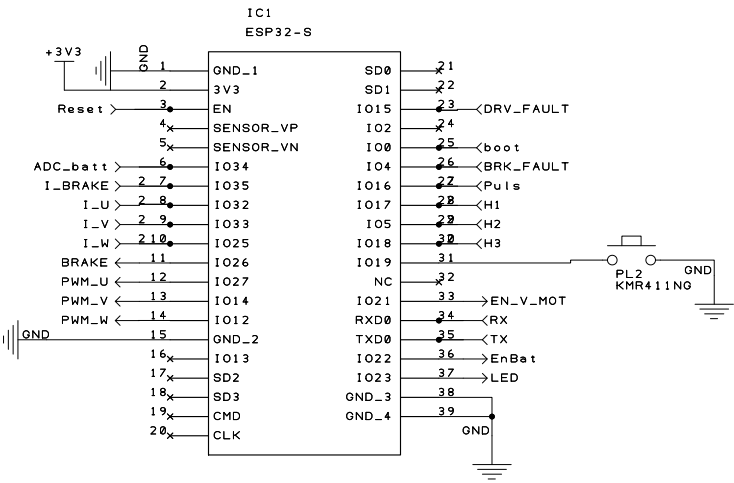 IC1
ESP32-S
+3V3
GND
1 GND_1 SD0 21
2 3V3 SD1 22
Reset 3 EN IO15 23 DRV_FAULT
4 SENSOR_VP IO2 24
5 SENSOR_VN IO0 25 boot
ADC_batt 6 IO34 IO4 26 BRK_FAULT
I_BRAKE 2 7 IO35 IO16 27 Puls
I_U 2 8 IO32 IO17 28 H1
I_V 2 9 IO33 IO5 29 H2
I_W 2 10 IO25 IO18 30 H3
BRAKE 11 IO26 IO19 31
PL2
KMR411NG
GND
PWM_U 12 IO27 NC 32
PWM_V 13 IO14 IO21 33 EN_V_MOT
PWM_W 14 IO12 RXD0 34 RX
GND 15 GND_2 TXD0 35 TX
16 IO13 IO22 36 EnBat
17 SD2 IO23 37 LED
18 SD3 GND_3 38
19 CMD GND_4 39
20 CLK
GND